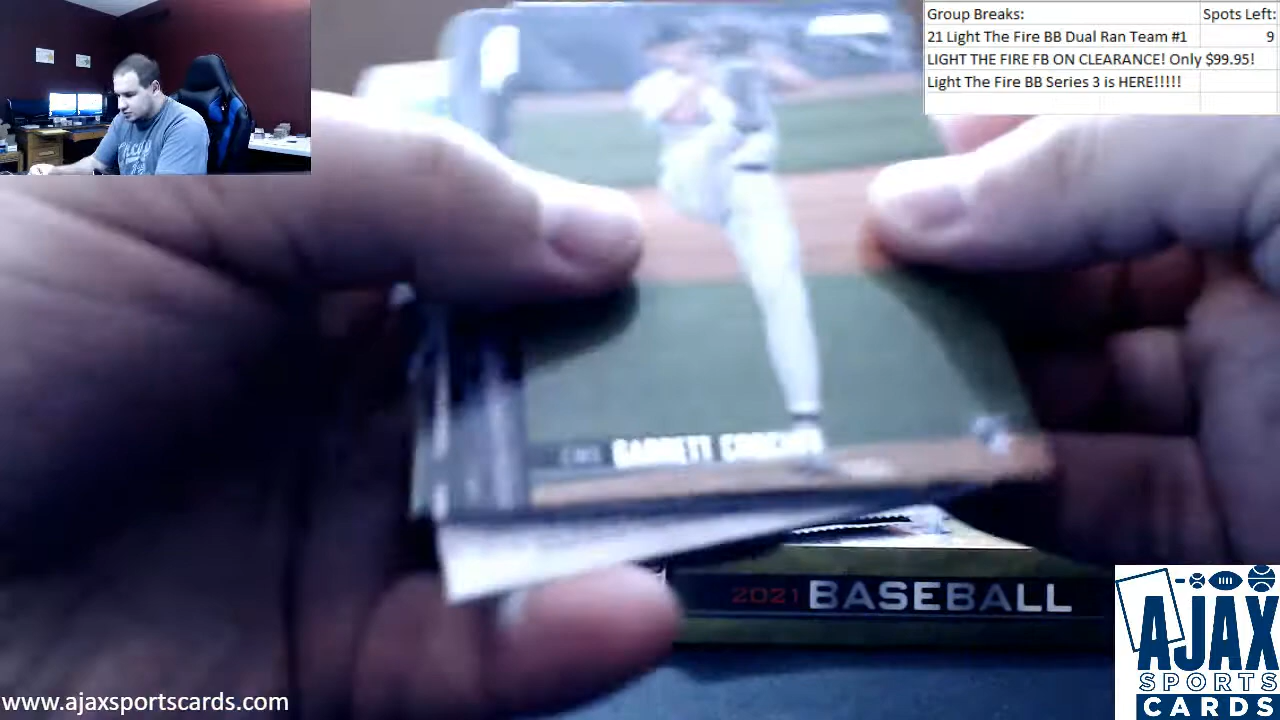 Group Breaks: Spots Left:
21 Light The Fire BB Dual Ran Team #1 9
LIGHT THE FIRE FB ON CLEARANCE! Only $99.95!
Light The Fire BB Series 3 is HERE!!!!!
GARRETT CROCHET
2021 BASEBALL
AJAX
SPORTS
CARDS
www.ajaxsportscards.com